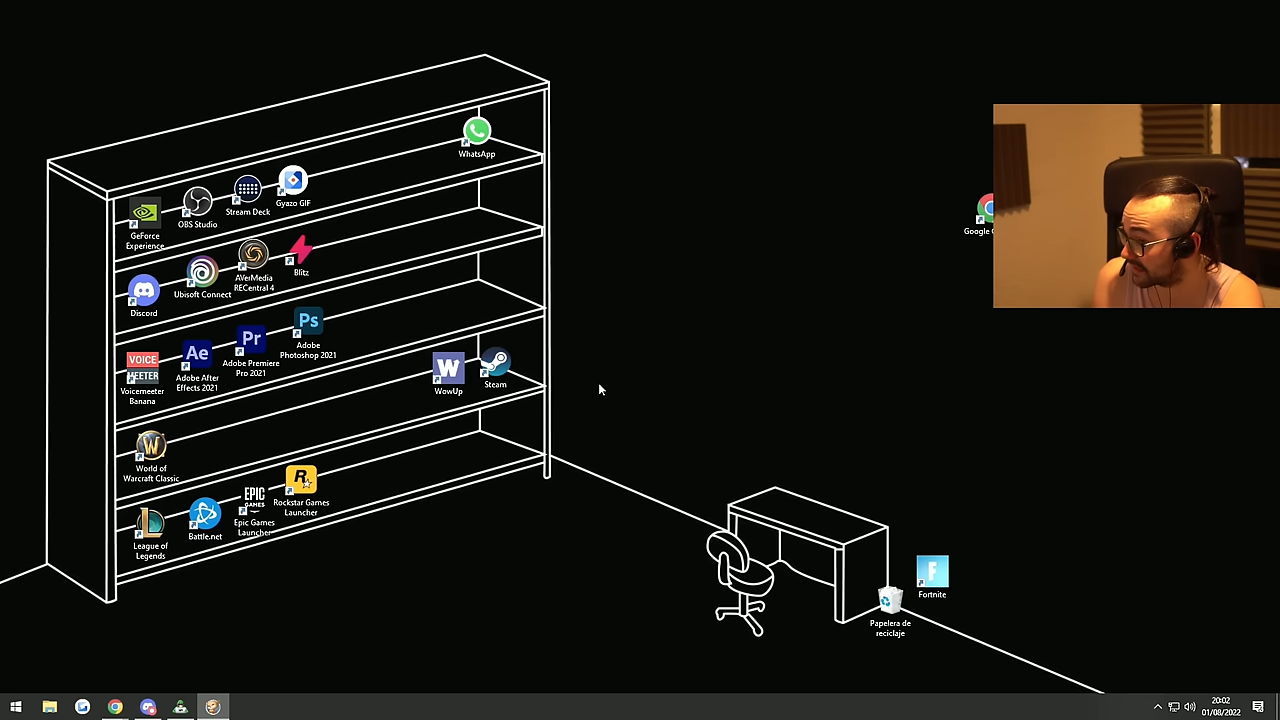 WhatsApp
Gyazo GIF
Stream Deck
OBS Studio
GeForce
Experience
Google
Blitz
AVerMedia
RECentral 4
Ubisoft Connect
Discord
Ps
Adobe
Photoshop 2021
Pr
Adobe Premiere
Pro 2021
Ae
Adobe After
Effects 2021
VOICE
MEETER
Voicemeeter
Banana
W
WowUp
Steam
W
World of
Warcraft Classic
R
Rockstar Games
Launcher
EPIC
GAMES
Epic Games
Launcher
Battle.net
L
League of
Legends
F
Fortnite
Papelera de
reciclaje
20:02
01/08/2022